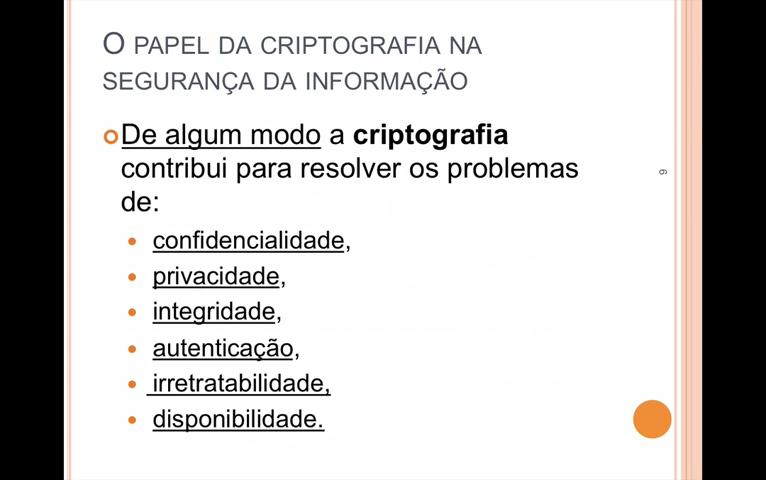 O PAPEL DA CRIPTOGRAFIA NA
SEGURANÇA DA INFORMAÇÃO
De algum modo a criptografia
contribui para resolver os problemas
de:
confidencialidade,
privacidade,
integridade,
autenticação,
irretratabilidade,
disponibilidade.